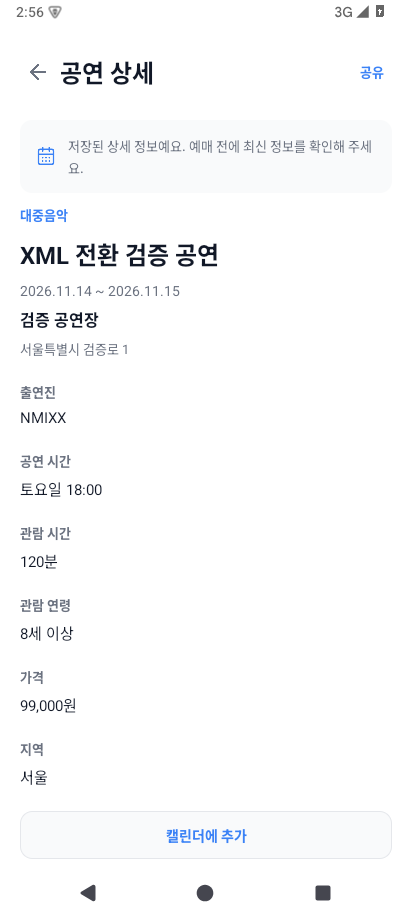 2:56
3G
공연 상세
공유
저장된 상세 정보예요. 예매 전에 최신 정보를 확인해 주세
요.
대중음악
XML 전환 검증 공연
2026.11.14 ~ 2026.11.15
검증 공연장
서울특별시 검증로 1
출연진
NMIXX
공연 시간
토요일 18:00
관람 시간
120분
관람 연령
8세 이상
가격
99,000원
지역
서울
캘린더에 추가